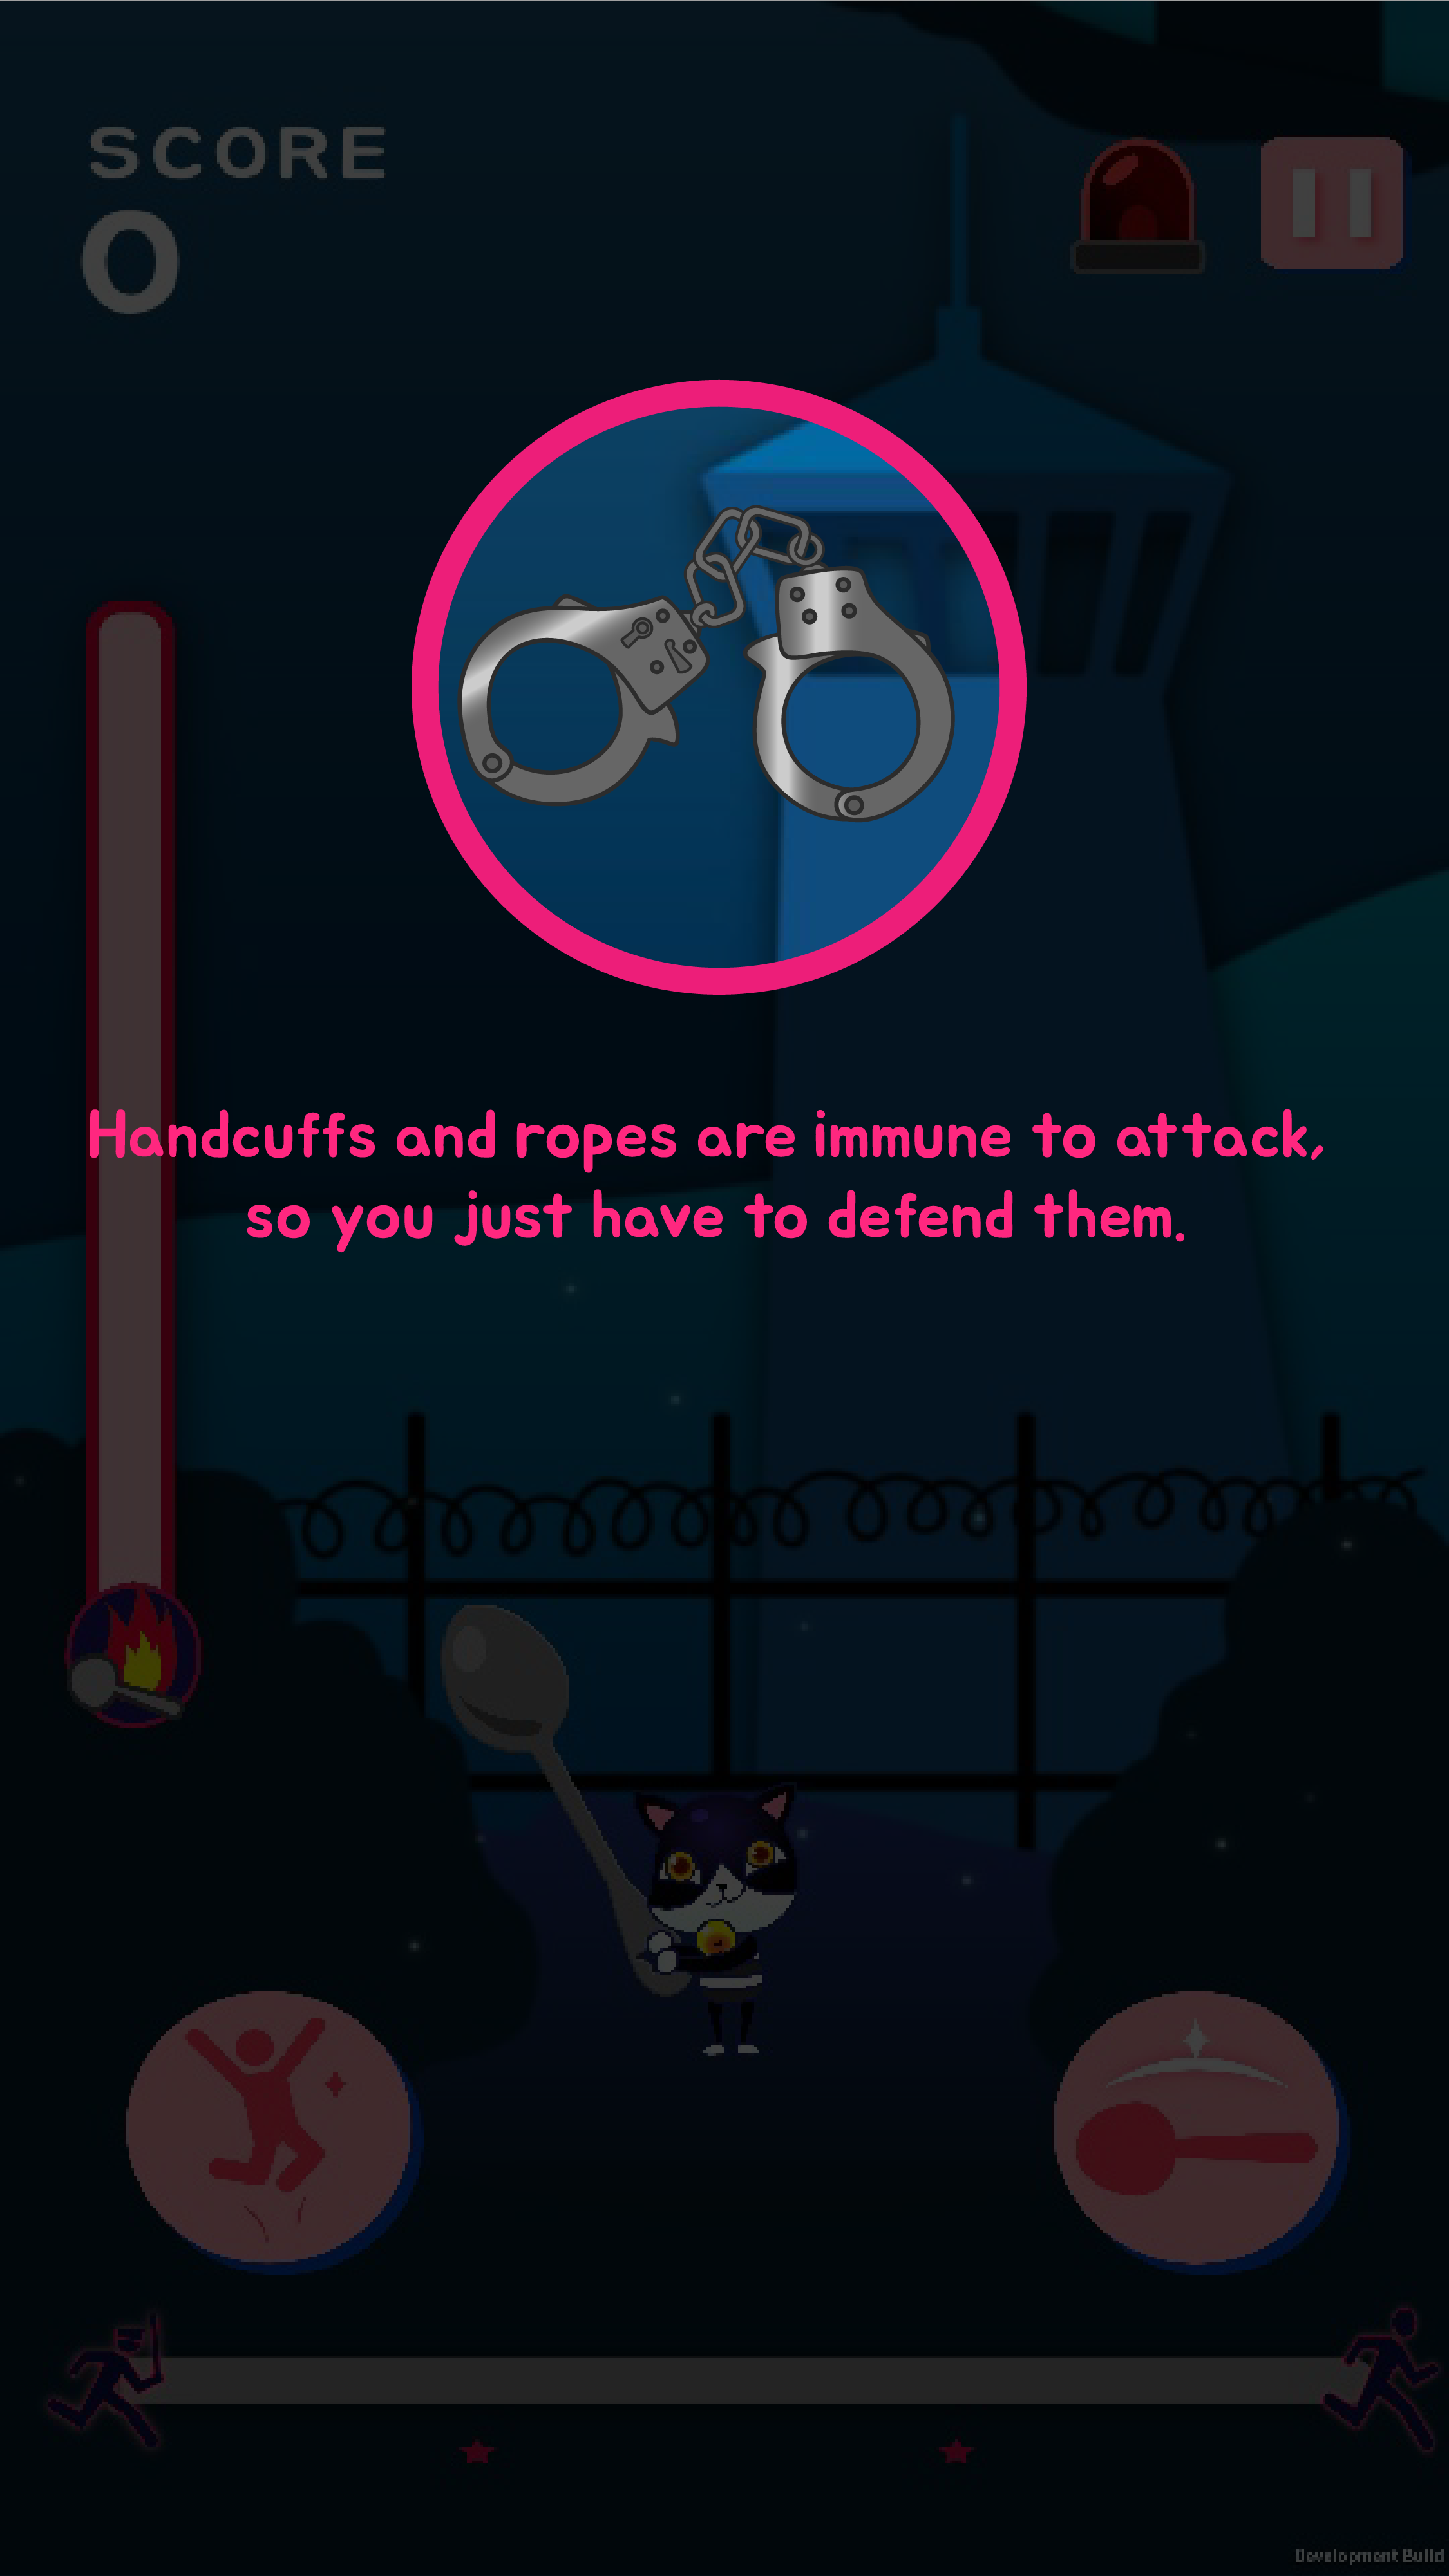 SCORE
0
Handcuffs and ropes are immune to attack,
so you just have to defend them.
Development Build